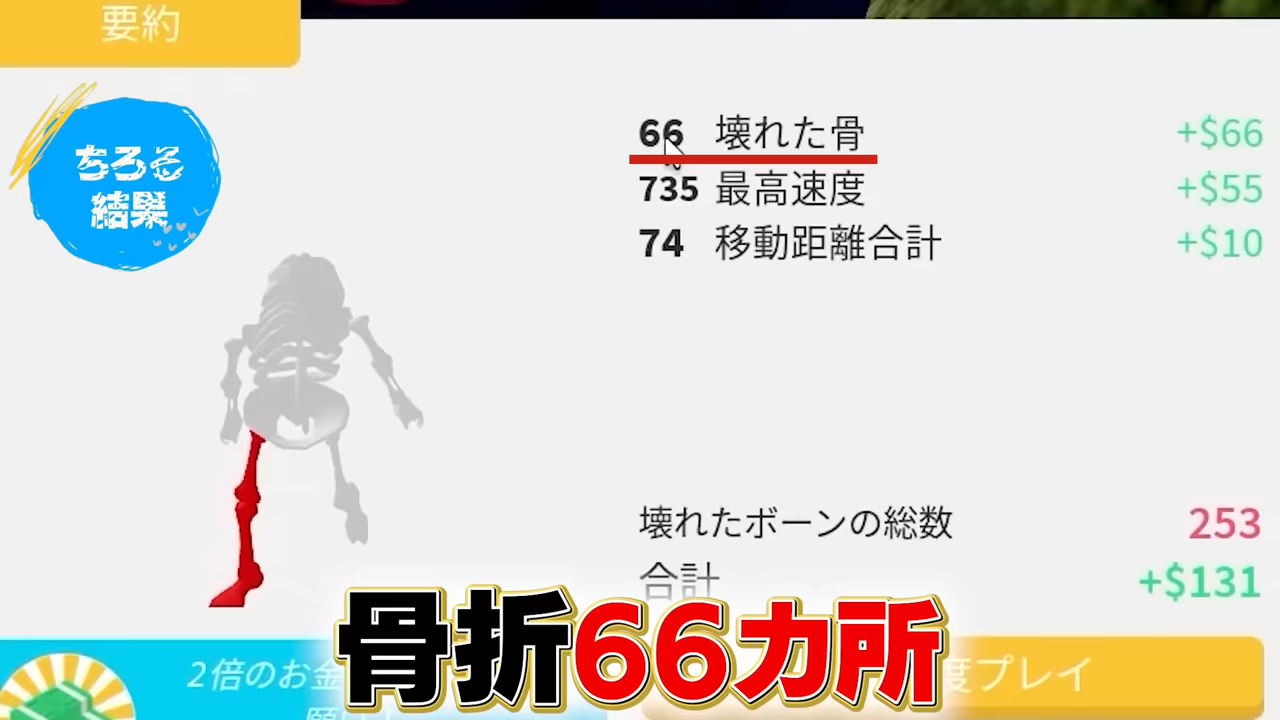 要約
ちろる
結果
66 壊れた骨 +$66
735 最高速度 +$55
74 移動距離合計 +$10
壊れたボーンの総数 253
合計 +$131
骨折66カ所
2倍のお金
度プレイ